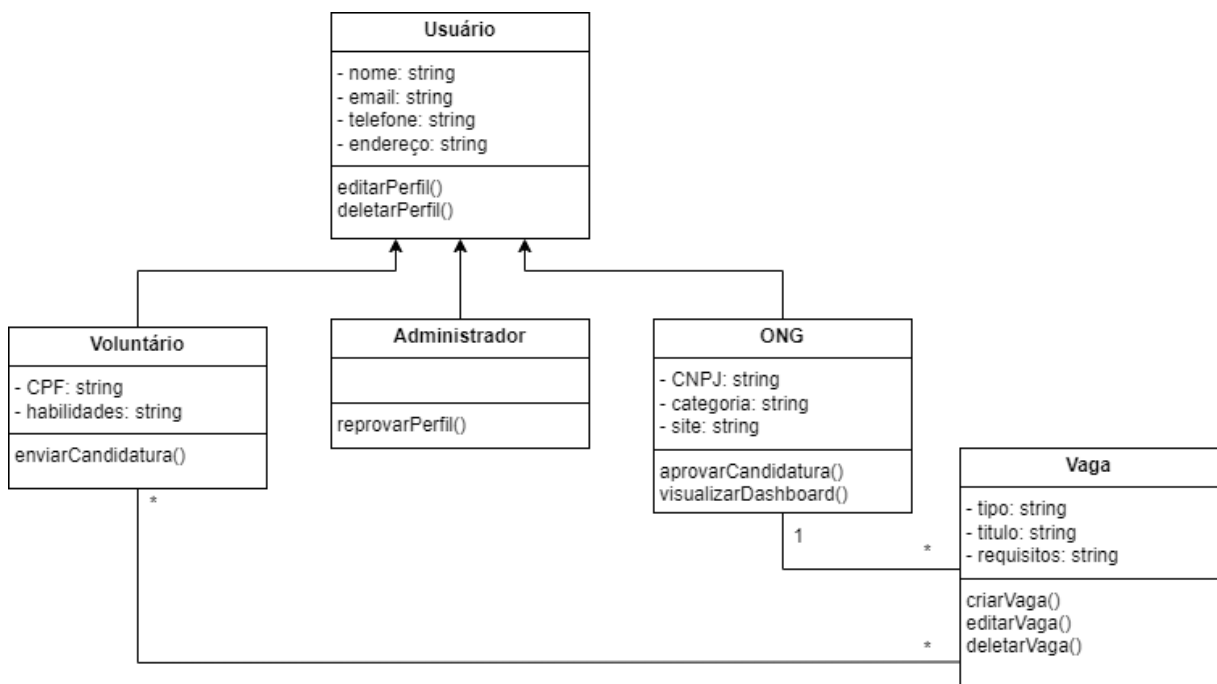 Usuário
- nome: string
- email: string
- telefone: string
- endereço: string
editarPerfil()
deletarPerfil()
Voluntário
- CPF: string
- habilidades: string
enviarCandidatura()
*
Administrador
reprovarPerfil()
ONG
- CNPJ: string
- categoria: string
- site: string
aprovarCandidatura()
visualizarDashboard()
1
*
Vaga
- tipo: string
- titulo: string
- requisitos: string
criarVaga()
editarVaga()
deletarVaga()
*